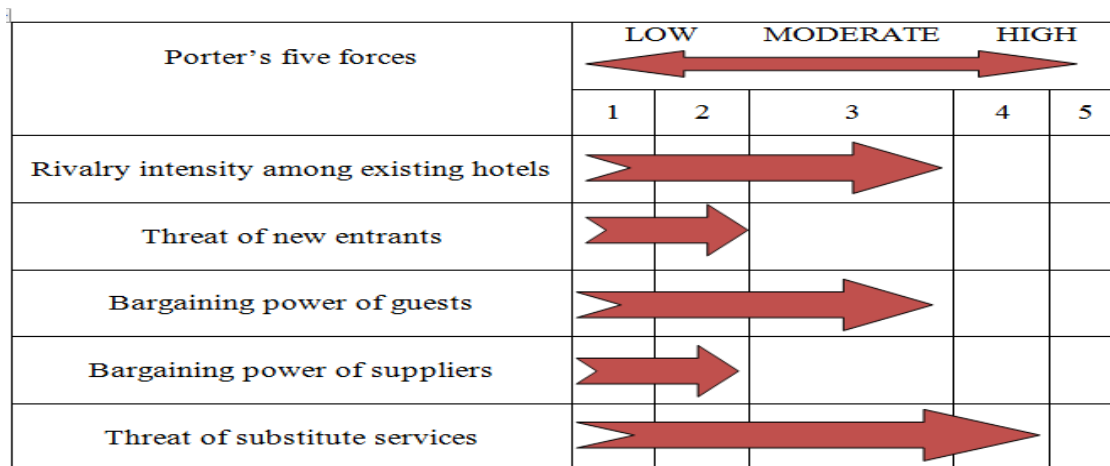 LOW MODERATE HIGH
Porter’s five forces
1 2 3 4 5
Rivalry intensity among existing hotels
Threat of new entrants
Bargaining power of guests
Bargaining power of suppliers
Threat of substitute services